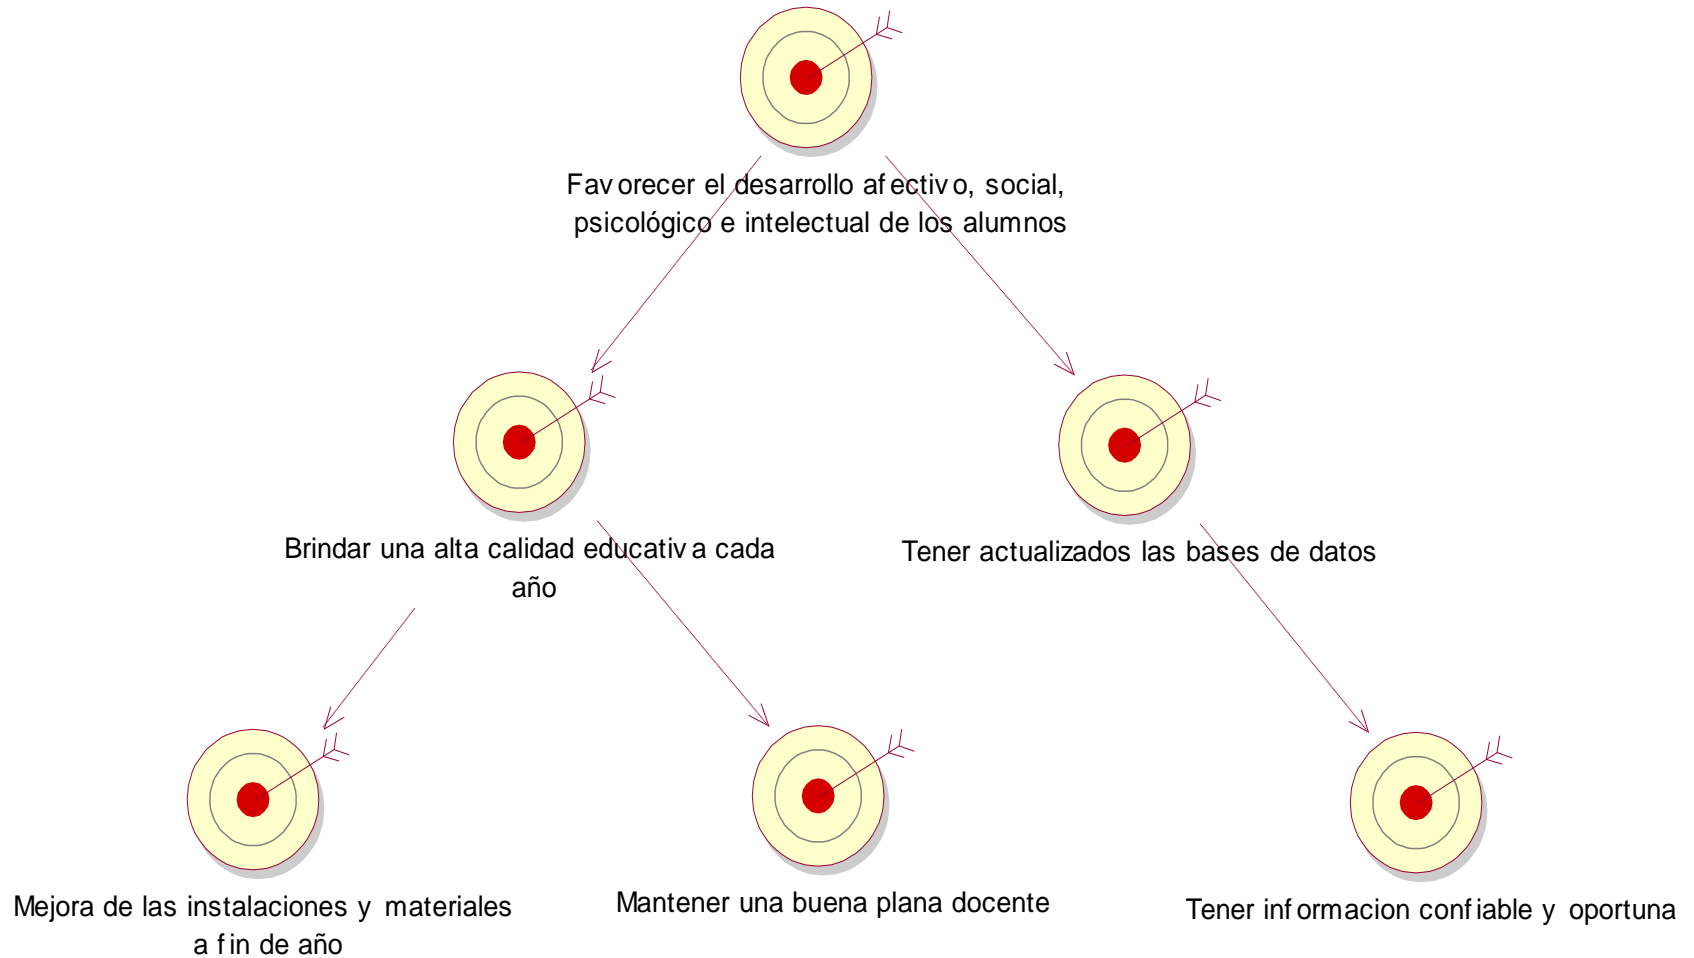 Favorecer el desarrollo afectivo, social,
psicológico e intelectual de los alumnos
Brindar una alta calidad educativa cada
año
Tener actualizados las bases de datos
Mejora de las instalaciones y materiales
a fin de año
Mantener una buena plana docente
Tener informacion confiable y oportuna